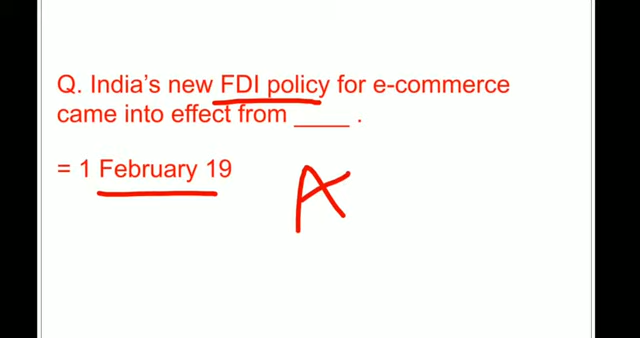 Q. India's new FDI policy for e-commerce
came into effect from ____ .
= 1 February 19
A